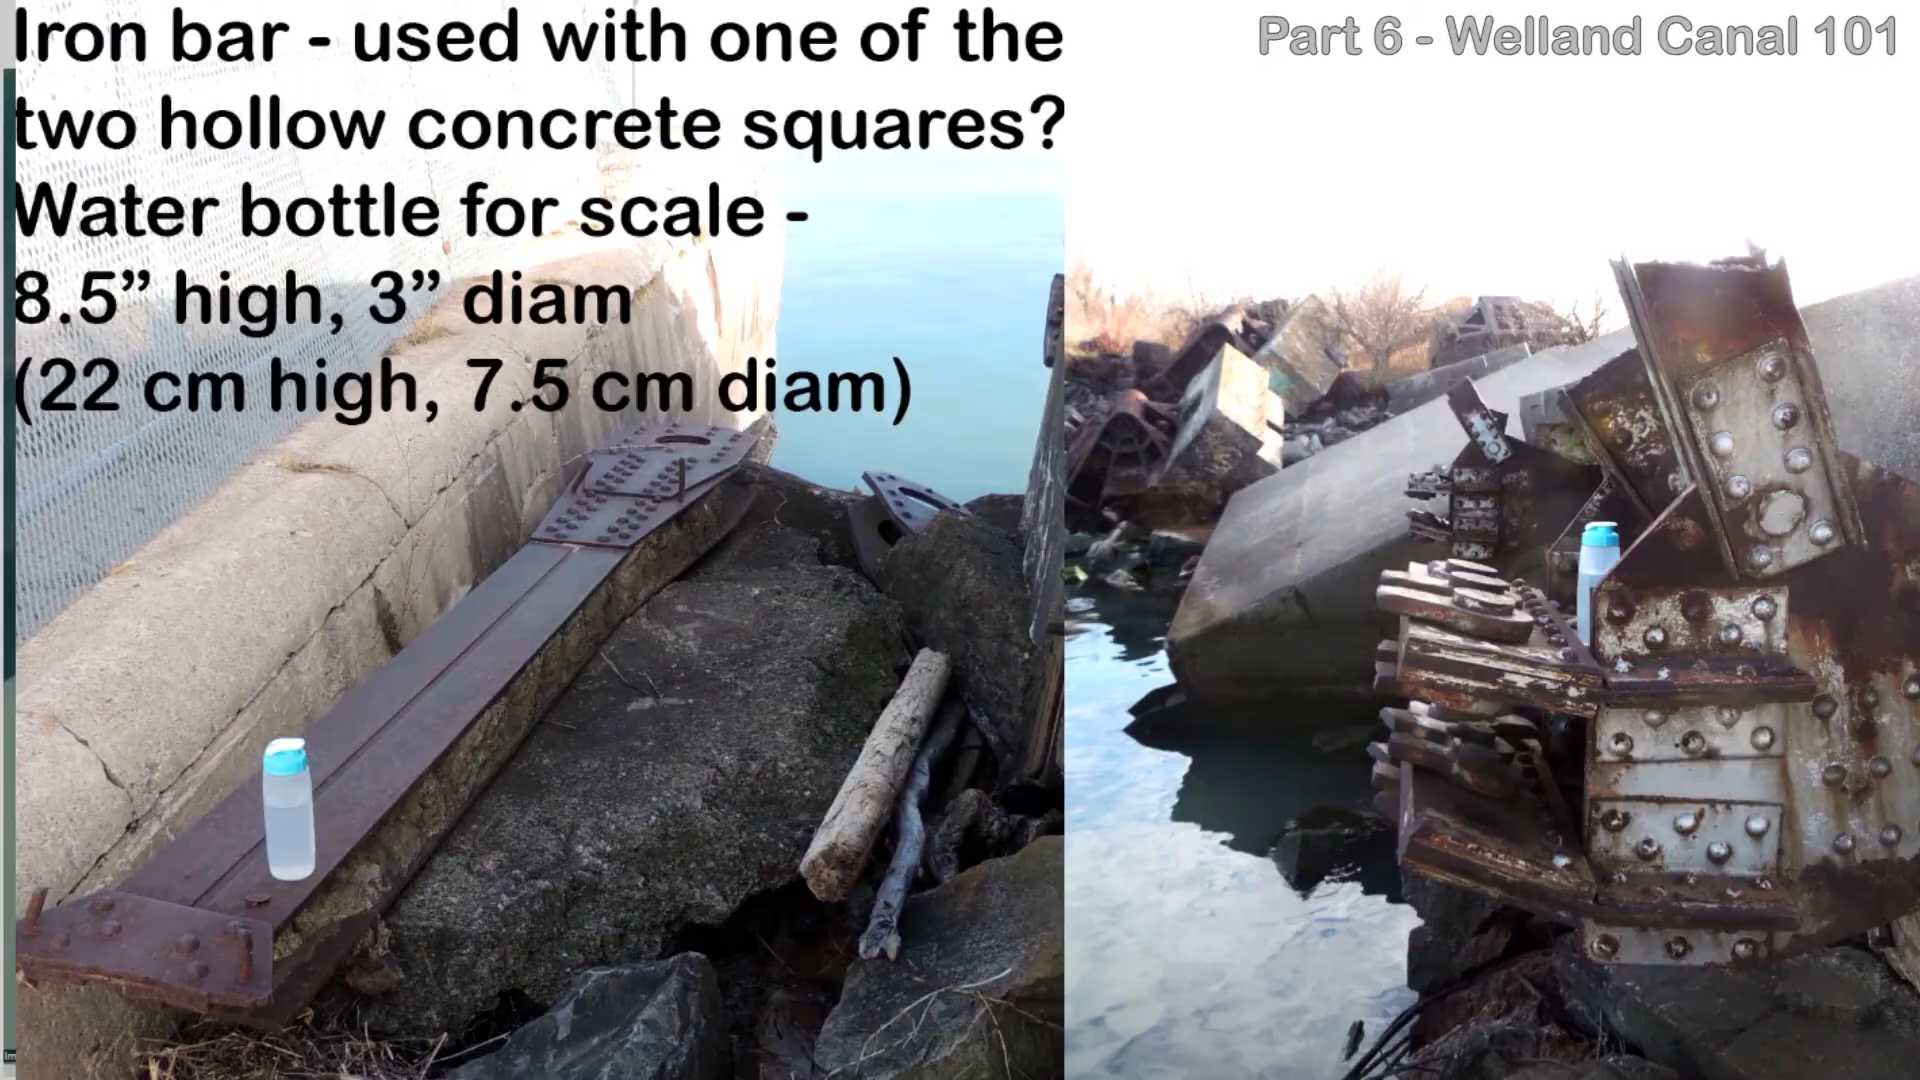 Iron bar - used with one of the
two hollow concrete squares?
Water bottle for scale -
8.5” high, 3” diam
(22 cm high, 7.5 cm diam)
Part 6 - Welland Canal 101
Im